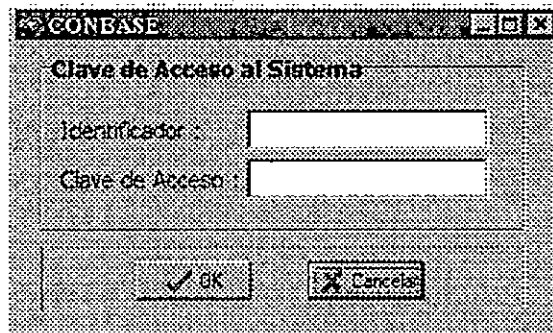 CONBASE
Clave de Acceso al Sistema
Identificador :
Clave de Acceso :
OK
Cancelar